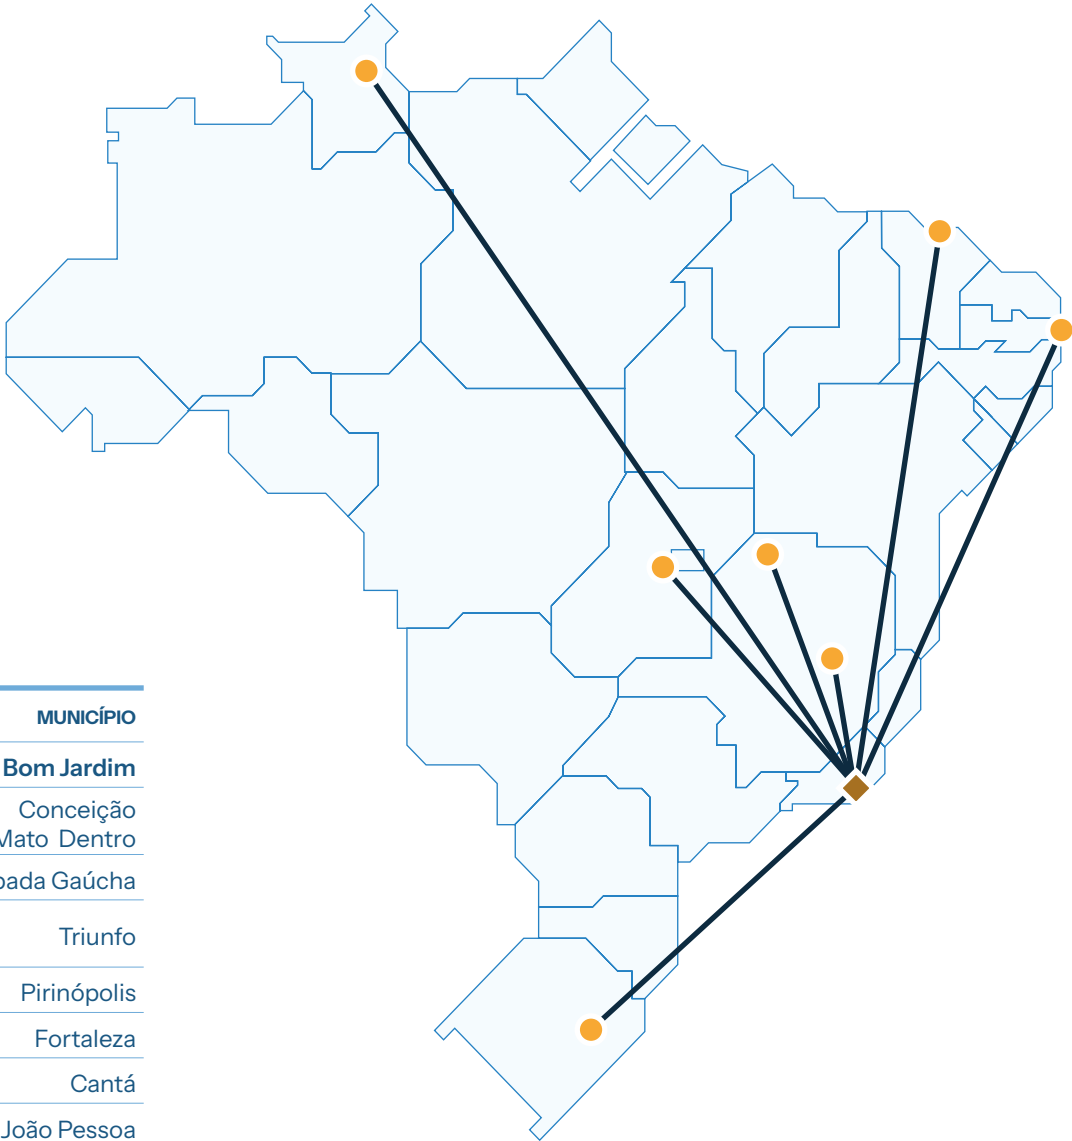 MUNICÍPIO
Bom Jardim
Conceição
Mato Dentro
Gaúcha
Triunfo
Pirinópolis
Fortaleza
Cantá
João Pessoa